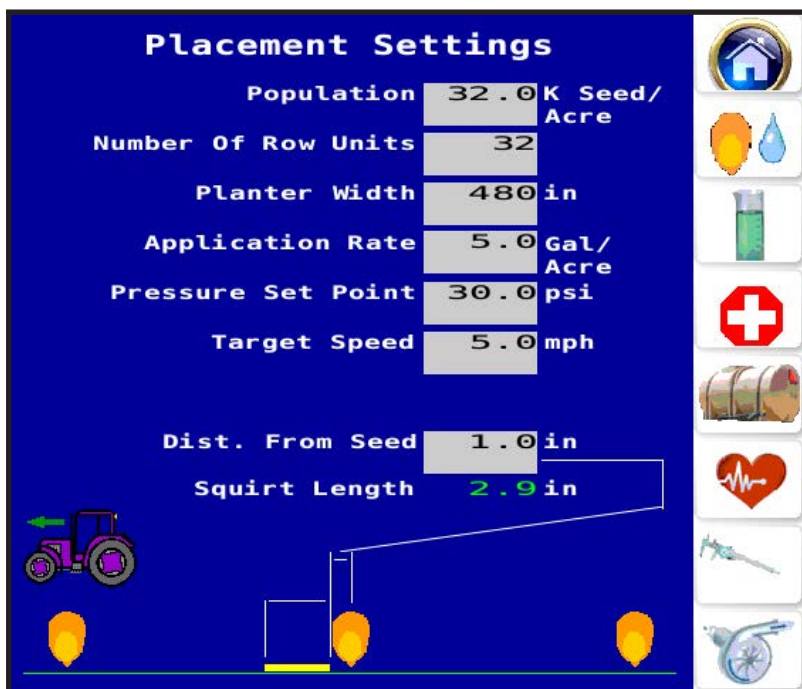 Placement Settings
Population 32.0 K Seed/
Acre
Number Of Row Units 32
Planter Width 480 in
Application Rate 5.0 Gal/
Acre
Pressure Set Point 30.0 psi
Target Speed 5.0 mph
Dist. From Seed 1.0 in
Squirt Length 2.9 in